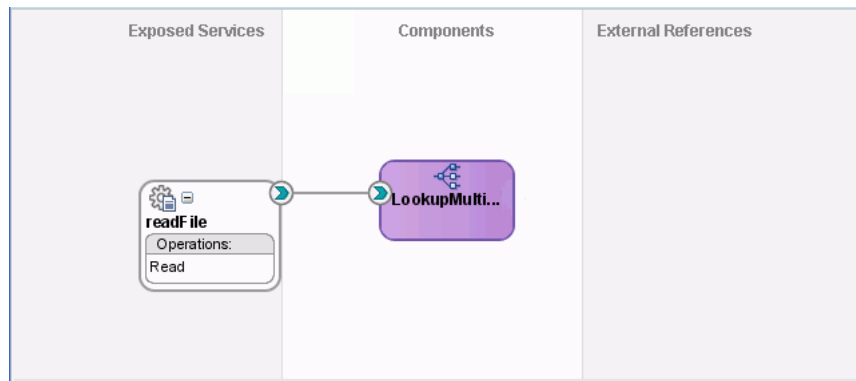 Exposed Services
Components
External References
readFile
Operations:
Read
LookupMulti...